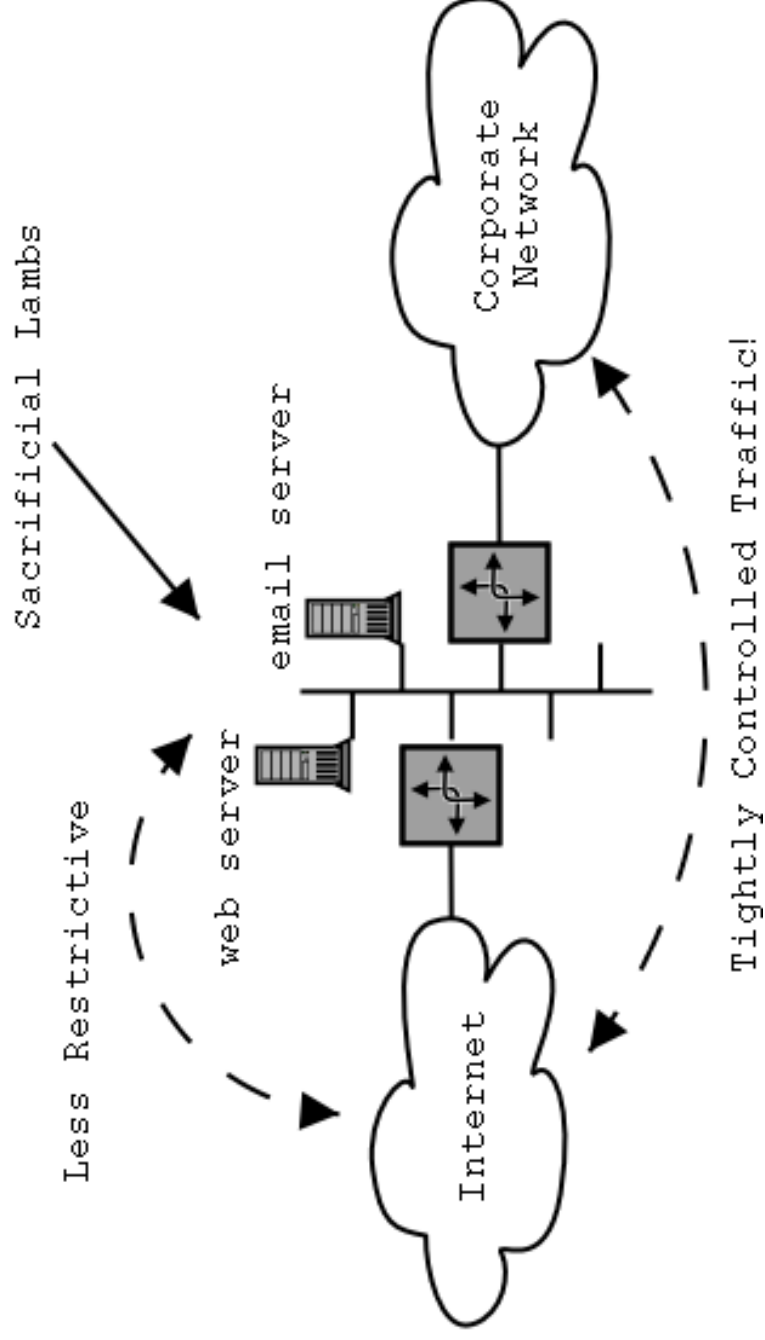 Sacrificial Lambs
Less Restrictive
web server
email server
Internet
Corporate
Network
Tightly Controlled Traffic!